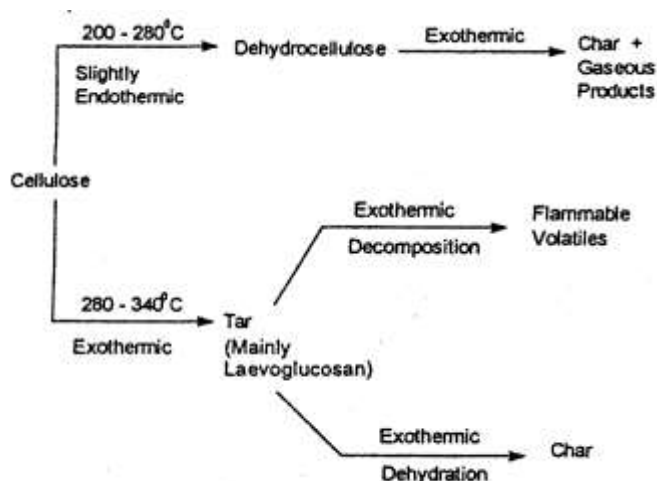 200 - 280°C
Slightly
Endothermic
Dehydrocellulose
Exothermic
Char +
Gaseous
Products
Cellulose
Exothermic
Decomposition
Flammable
Volatiles
280 - 340°C
Exothermic
Tar
(Mainly
Laevoglucosan)
Exothermic
Dehydration
Char